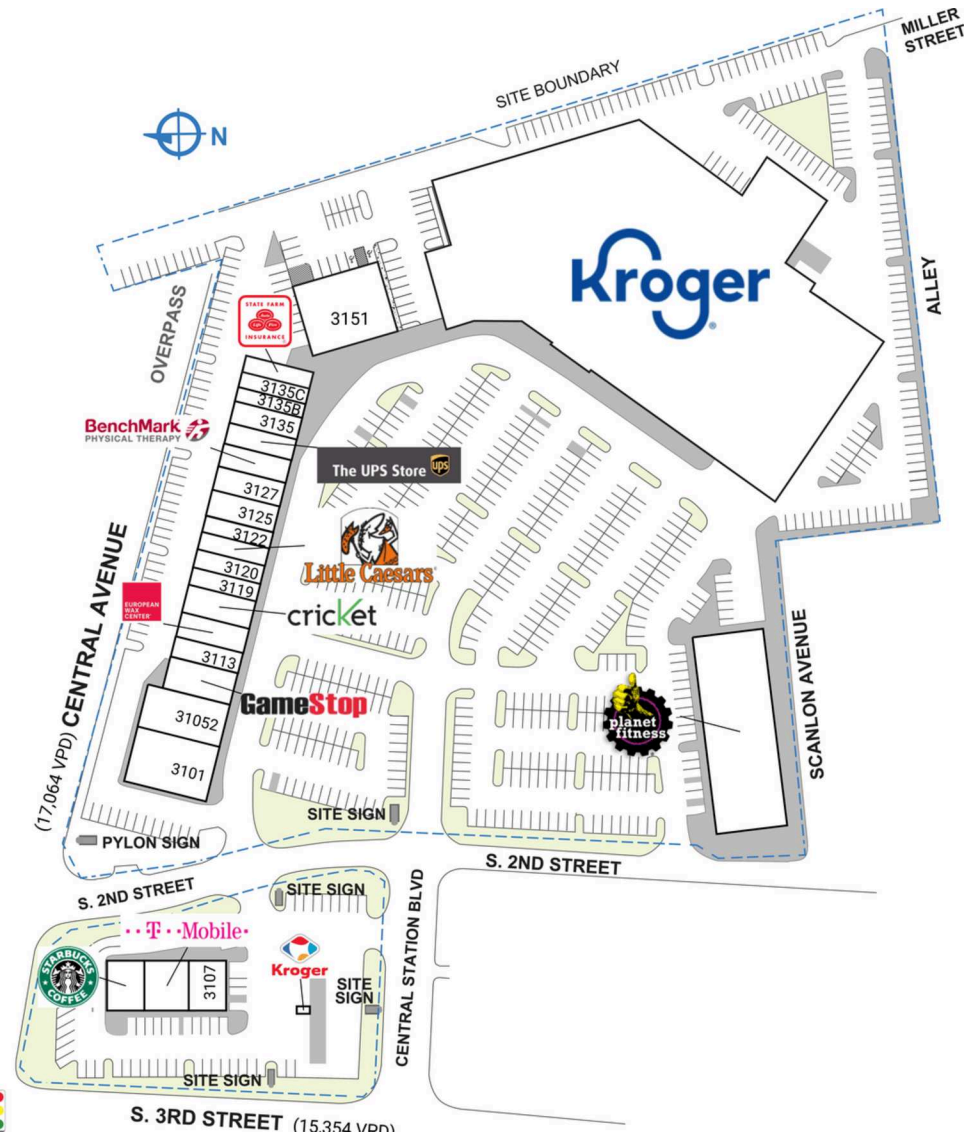 MILLER
STREET
SITE BOUNDARY
N
Kroger
ALLEY
OVERPASS
STATE FARM
INSURANCE
3151
3135C
3135B
3135
BenchMark
PHYSICAL THERAPY
The UPS Store
ups
3127
3125
3122
Little Caesars
3120
3119
cricket
EUROPEAN
WAX
CENTER
3113
GameStop
31052
3101
(17,064 VPD) CENTRAL AVENUE
planet
fitness
SCANLON AVENUE
SITE SIGN
PYLON SIGN
S. 2ND STREET
S. 2ND STREET
SITE SIGN
CENTRAL STATION BLVD
T Mobile
STARBUCKS
COFFEE
3107
Kroger
SITE
SIGN
SITE SIGN
S. 3RD STREET (15,354 VPD)